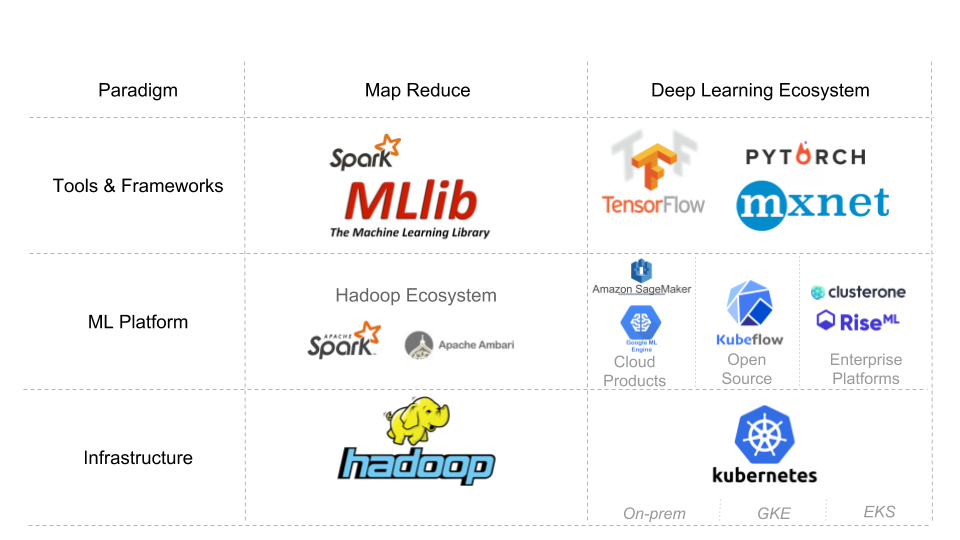 Paradigm
Map Reduce
Deep Learning Ecosystem
Tools & Frameworks
Spark
MLlib
The Machine Learning Library
TensorFlow
PYTORCH
mxnet
ML Platform
Hadoop Ecosystem
APACHE
Spark™
Apache Ambari
Amazon SageMaker
Google ML
Engine
Cloud
Products
Kubeflow
Open
Source
clusterone
RiseML
Enterprise
Platforms
Infrastructure
hadoop
kubernetes
On-prem
GKE
EKS